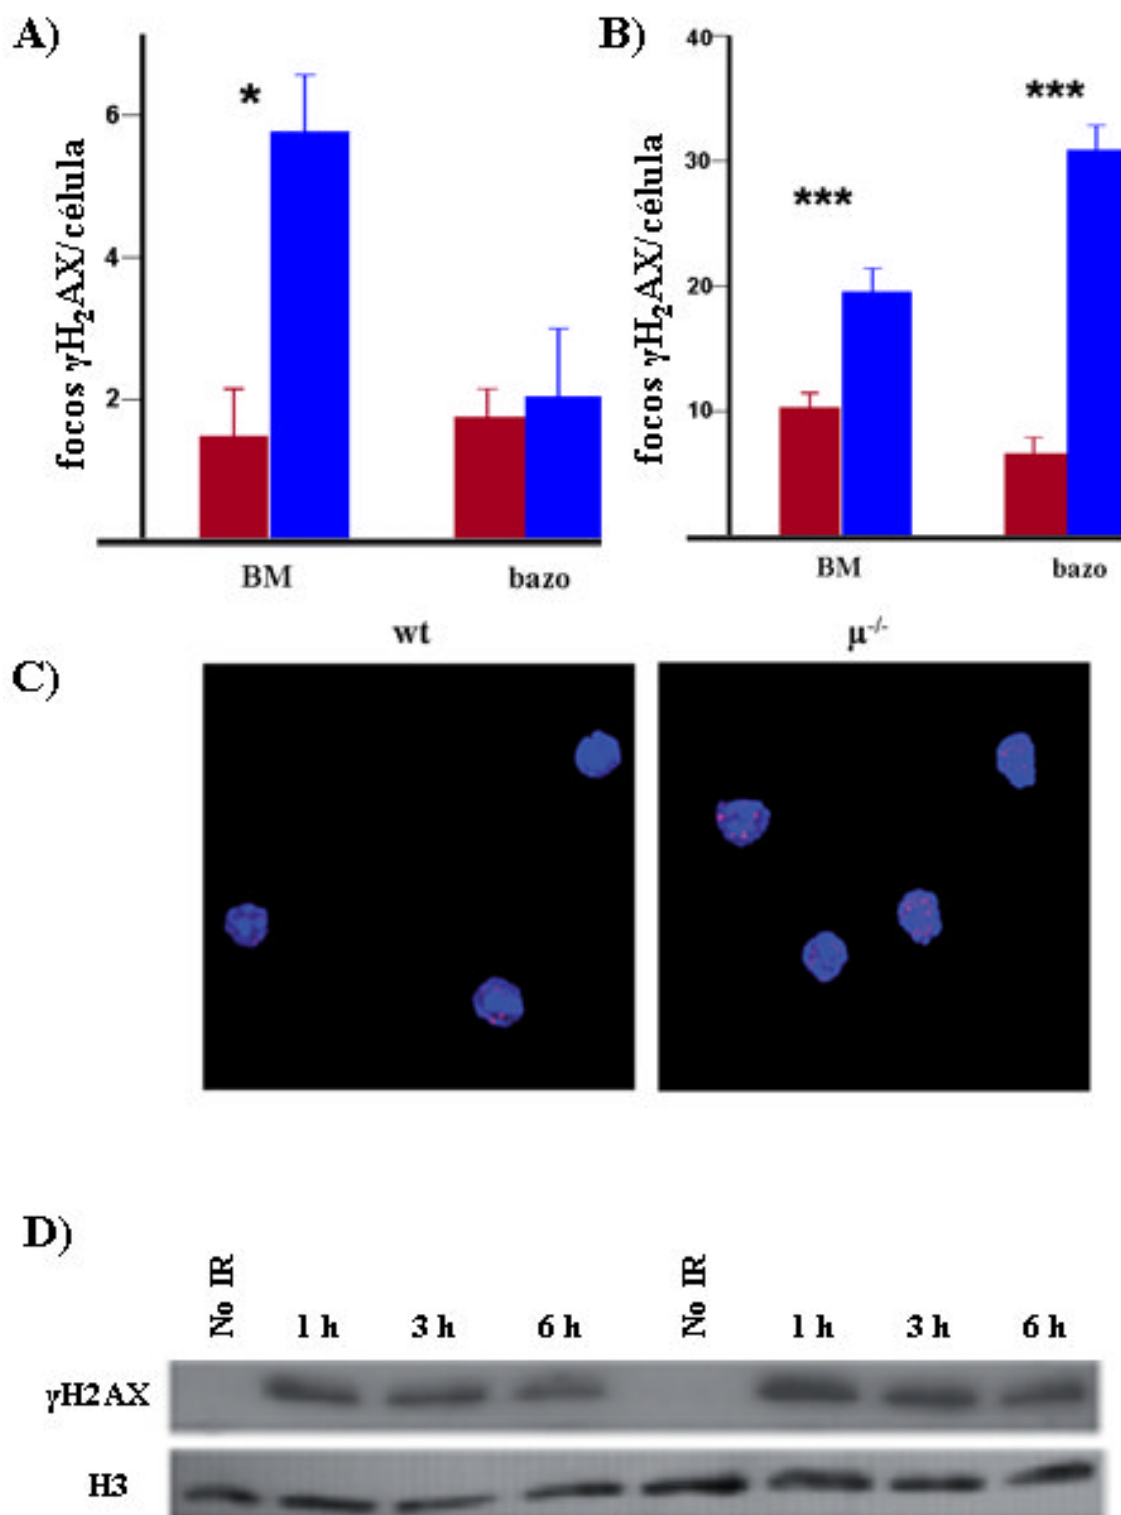 A)
focos γH₂AX/célula
6
4
2
*
BM
bazo
B)
focos γH₂AX/célula
40
30
20
10
***
***
BM
bazo
C)
wt
μ⁻/⁻
D)
No IR
1 h
3 h
6 h
No IR
1 h
3 h
6 h
γH2AX
H3